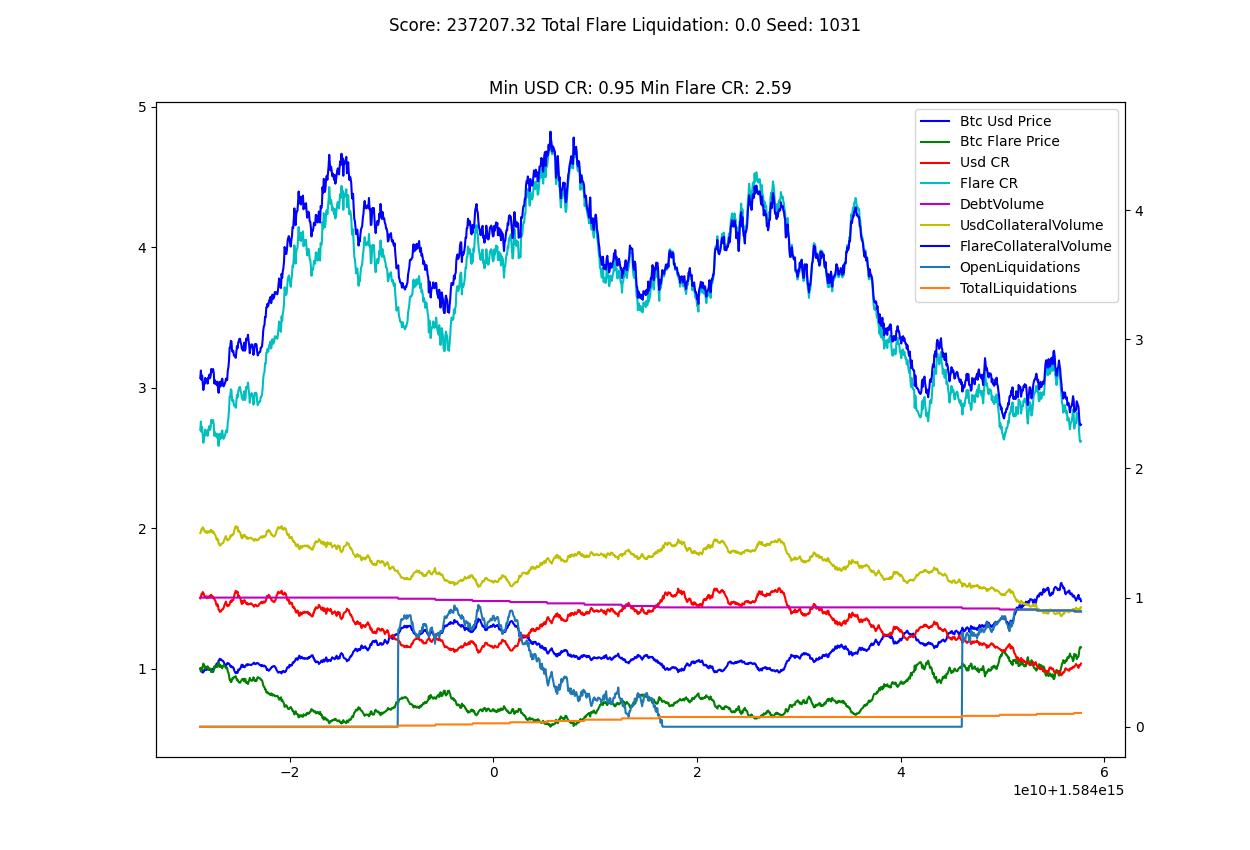 Score: 237207.32 Total Flare Liquidation: 0.0 Seed: 1031
Min USD CR: 0.95 Min Flare CR: 2.59
5
4
3
2
1
Btc Usd Price
Btc Flare Price
Usd CR
Flare CR
DebtVolume
UsdCollateralVolume
FlareCollateralVolume
OpenLiquidations
TotalLiquidations
4
3
2
1
0
−2
0
2
4
6
1e10+1.584e15